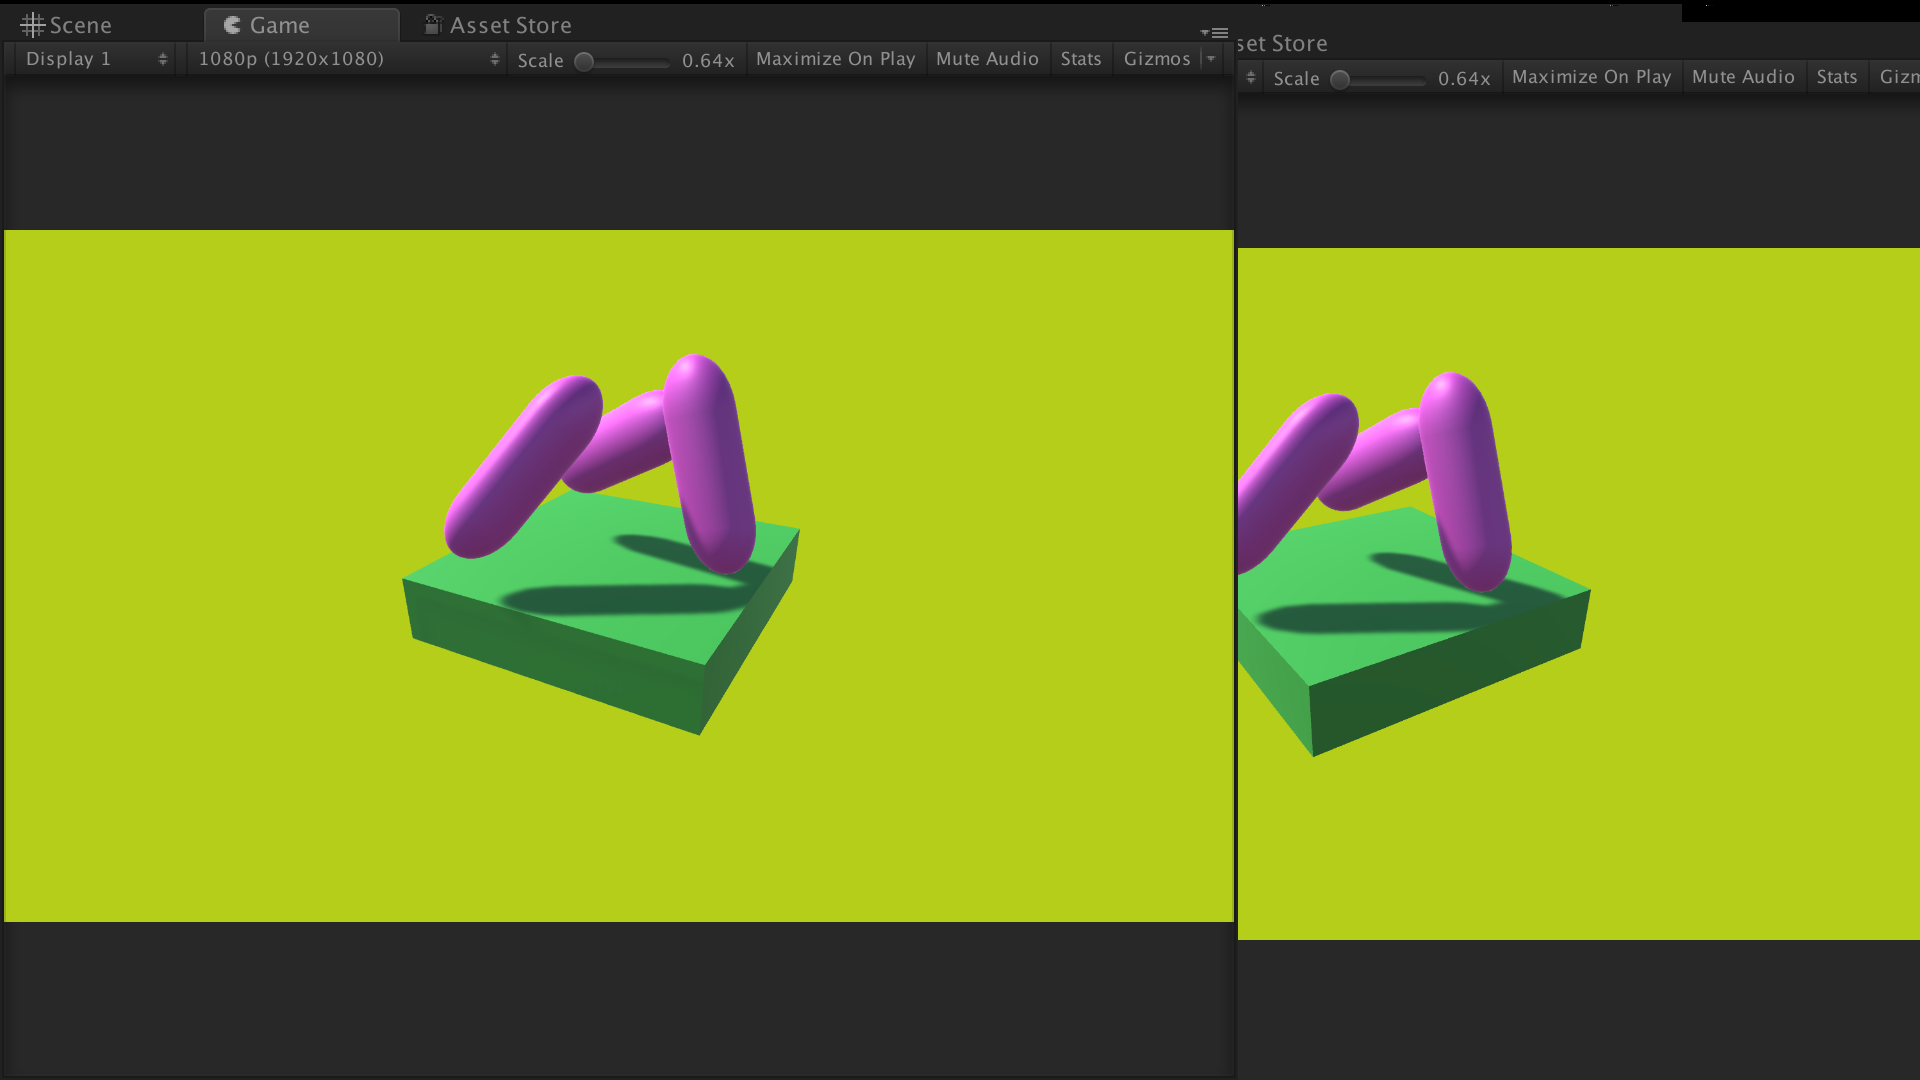 Scene Game Asset Store
Display 1 1080p (1920x1080) Scale 0.64x Maximize On Play Mute Audio Stats Gizmos
set Store
Scale 0.64x Maximize On Play Mute Audio Stats Gizm